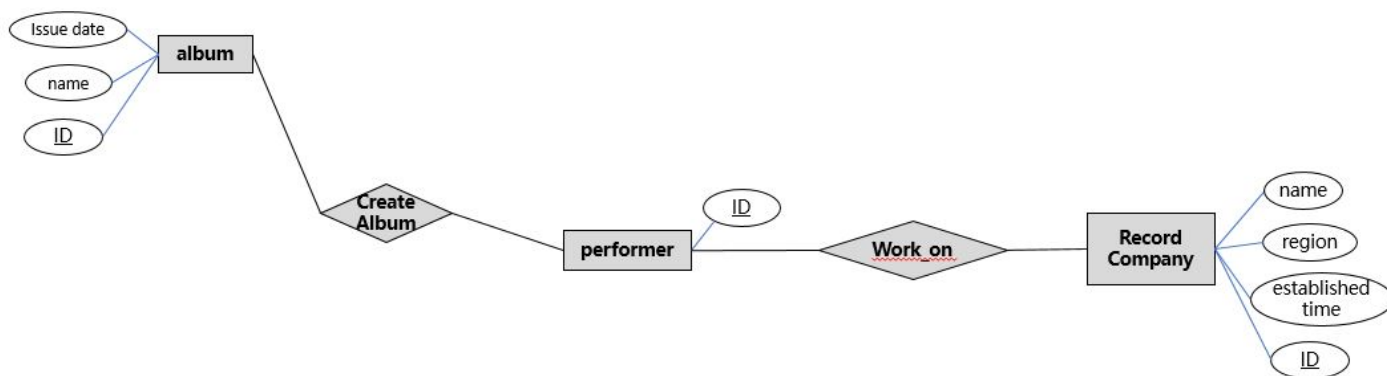 Issue date
album
name
ID
Create
Album
ID
performer
Work_on
Record
Company
name
region
established
time
ID